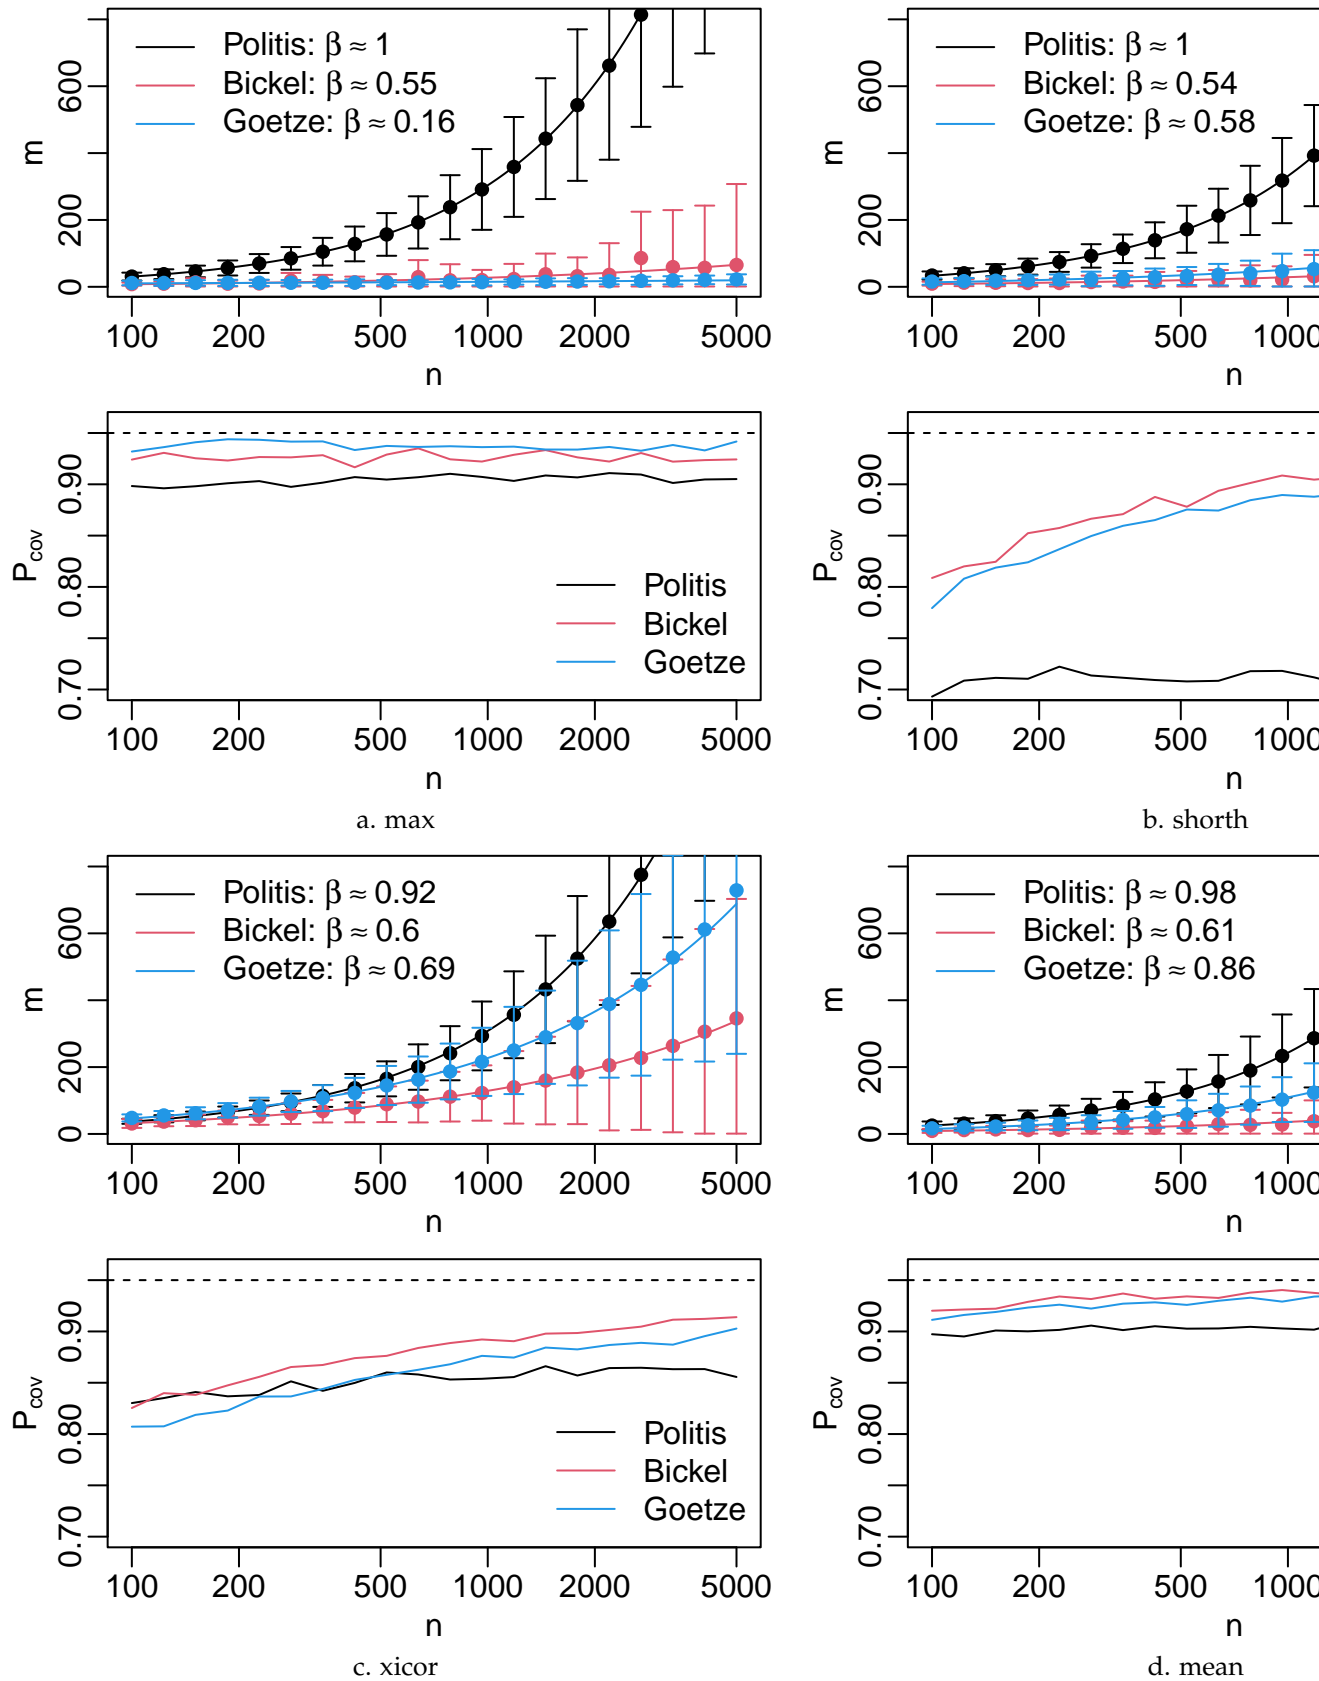 Politis: β ≈ 1
Bickel: β ≈ 0.55
Goetze: β ≈ 0.16
m
0 200 600
100 200 500 1000 2000 5000
n
Politis: β ≈ 1
Bickel: β ≈ 0.54
Goetze: β ≈ 0.58
m
0 200 600
100 200 500 1000
n
Pcov
0.70 0.80 0.90
Politis
Bickel
Goetze
100 200 500 1000 2000 5000
n
a. max
Pcov
0.70 0.80 0.90
100 200 500 1000
n
b. shorth
Politis: β ≈ 0.92
Bickel: β ≈ 0.6
Goetze: β ≈ 0.69
m
0 200 600
100 200 500 1000 2000 5000
n
Politis: β ≈ 0.98
Bickel: β ≈ 0.61
Goetze: β ≈ 0.86
m
0 200 600
100 200 500 1000
n
Pcov
0.70 0.80 0.90
Politis
Bickel
Goetze
100 200 500 1000 2000 5000
n
c. xicor
Pcov
0.70 0.80 0.90
100 200 500 1000
n
d. mean